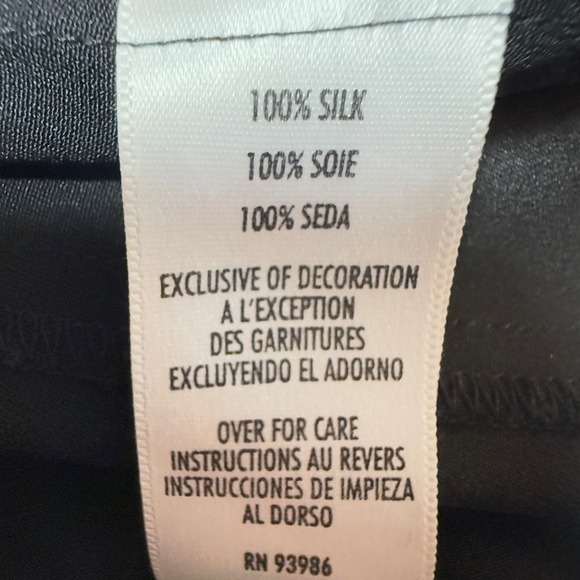 100% SILK
100% SOIE
100% SEDA
EXCLUSIVE OF DECORATION
A L'EXCEPTION
DES GARNITURES
EXCLUYENDO EL ADORNO
OVER FOR CARE
INSTRUCTIONS AU REVERS
INSTRUCCIONES DE IMPIEZA
AL DORSO
RN 93986